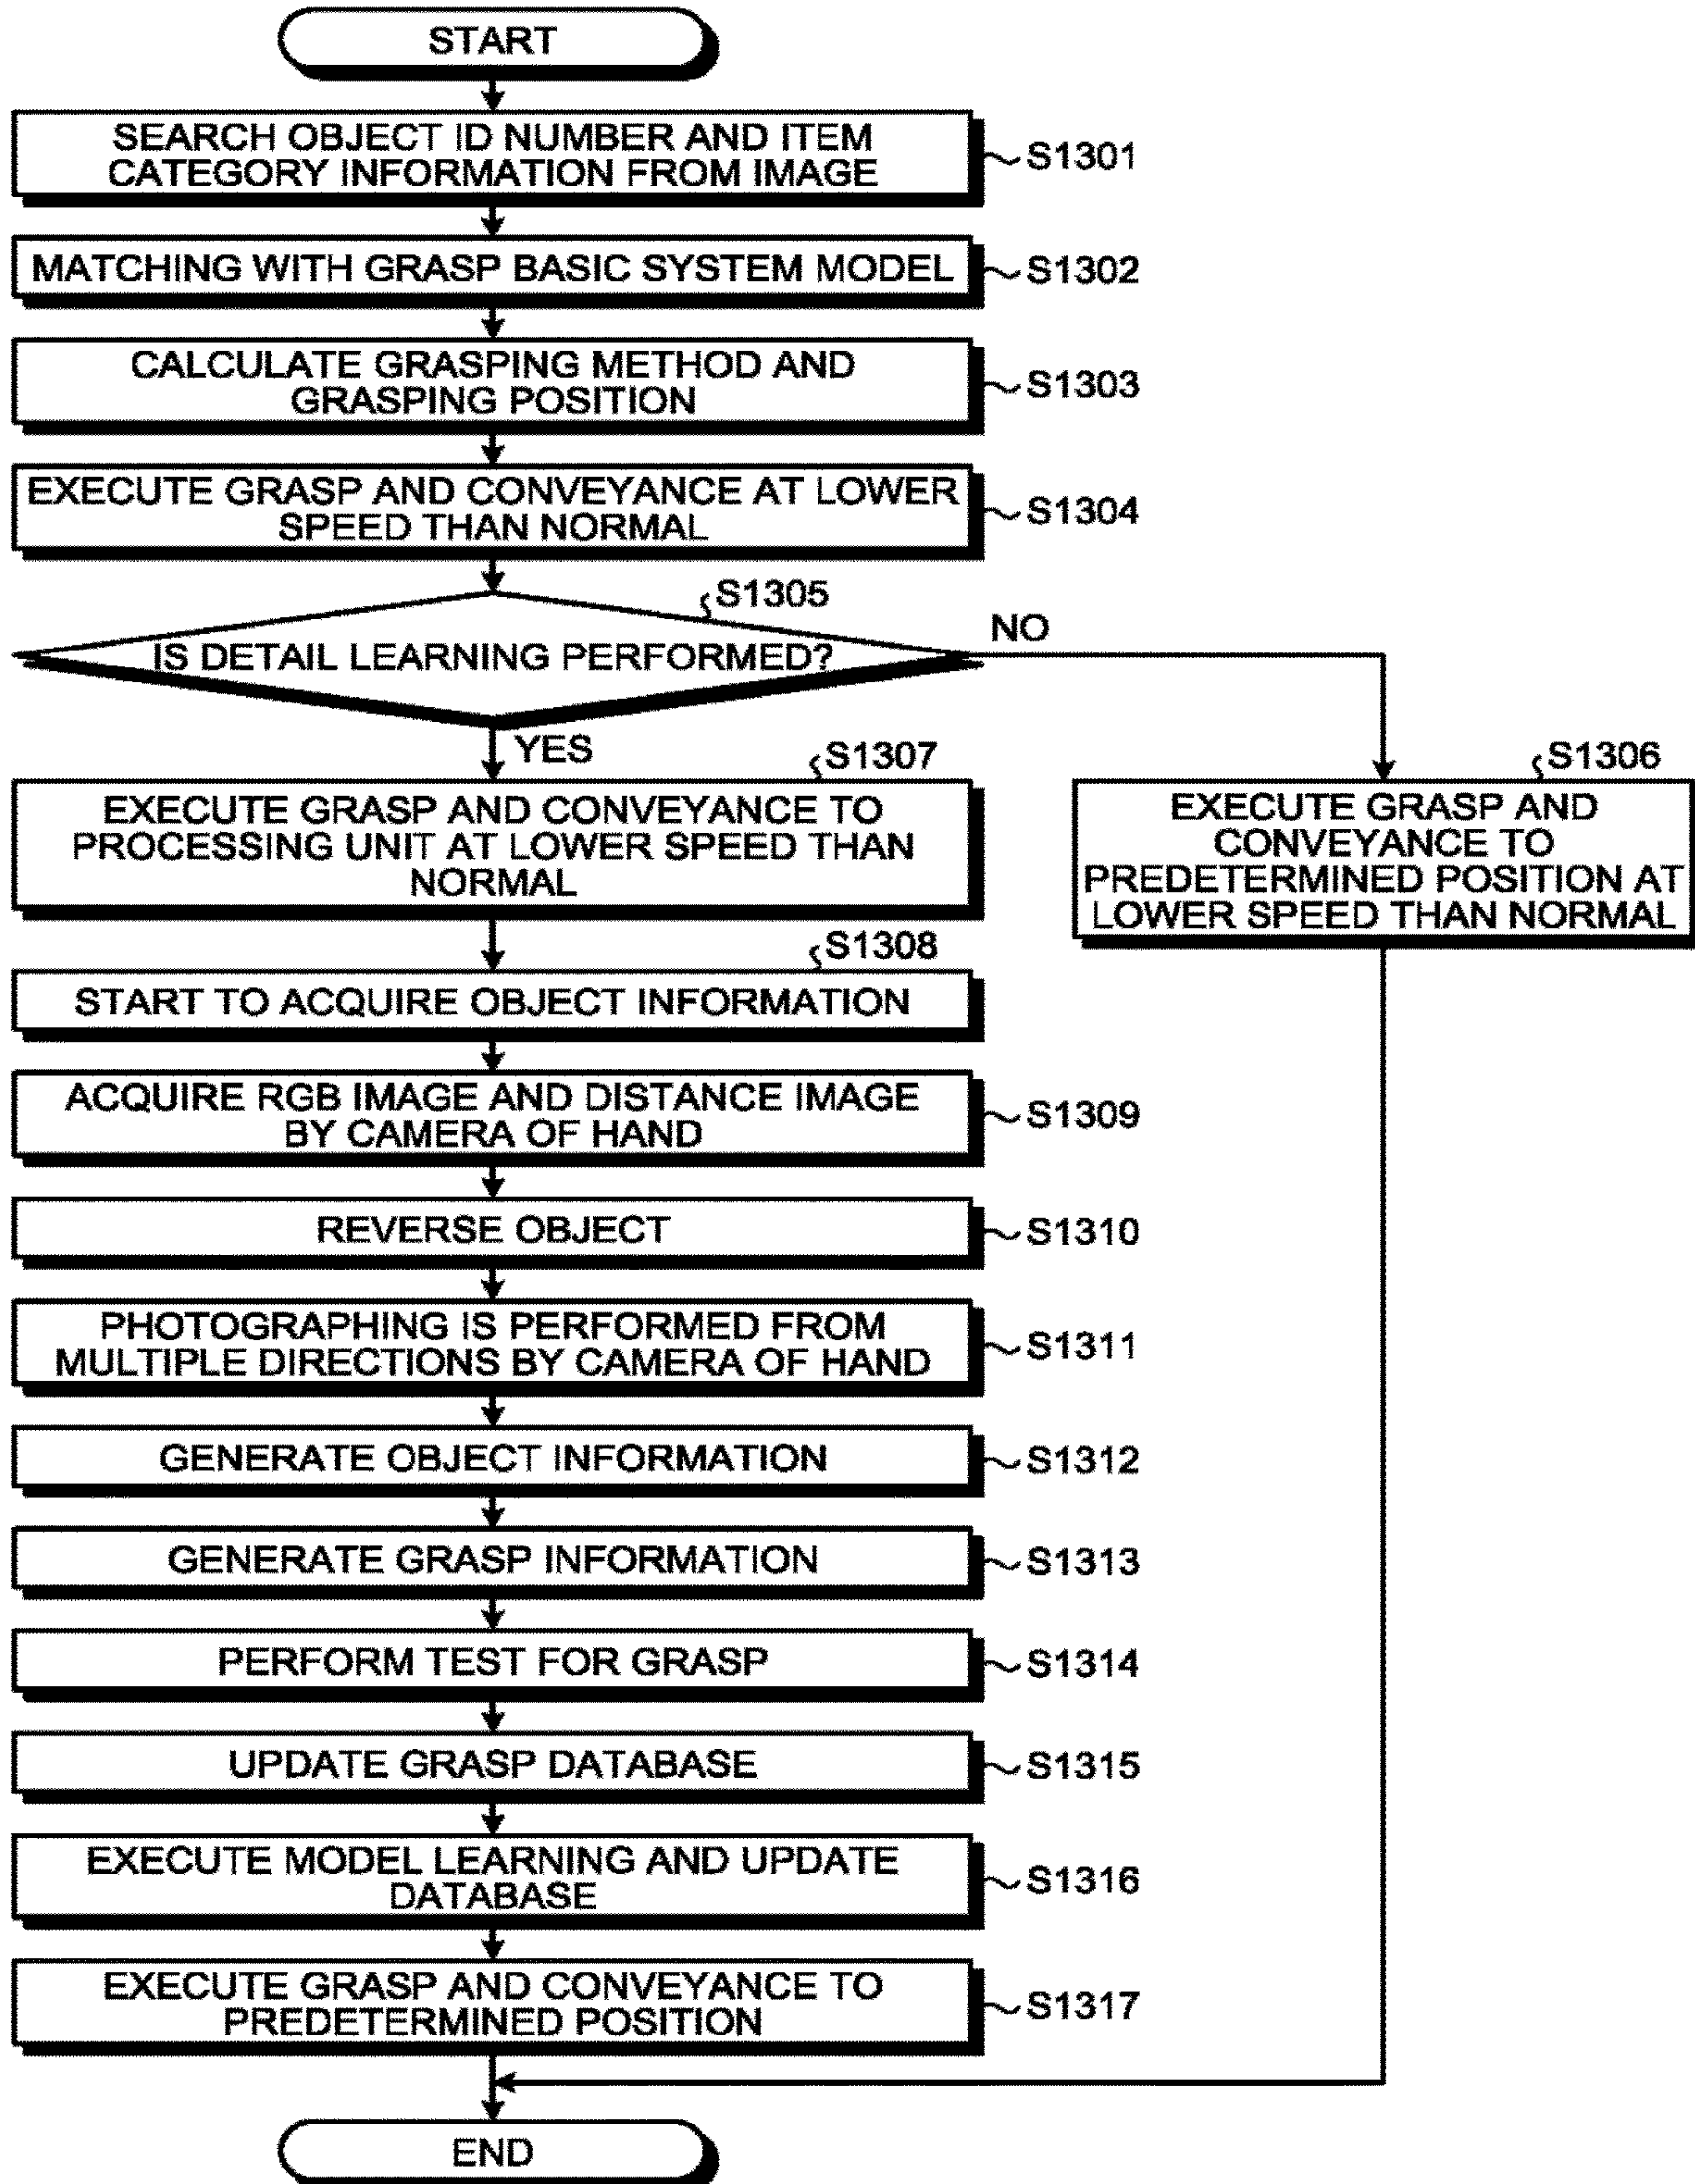 START
SEARCH OBJECT ID NUMBER AND ITEM
CATEGORY INFORMATION FROM IMAGE
S1301
MATCHING WITH GRASP BASIC SYSTEM MODEL
S1302
CALCULATE GRASPING METHOD AND
GRASPING POSITION
S1303
EXECUTE GRASP AND CONVEYANCE AT LOWER
SPEED THAN NORMAL
S1304
S1305
IS DETAIL LEARNING PERFORMED?
NO
YES
S1307
EXECUTE GRASP AND CONVEYANCE TO
PROCESSING UNIT AT LOWER SPEED THAN
NORMAL
S1306
EXECUTE GRASP AND
CONVEYANCE TO
PREDETERMINED POSITION AT
LOWER SPEED THAN NORMAL
S1308
START TO ACQUIRE OBJECT INFORMATION
ACQUIRE RGB IMAGE AND DISTANCE IMAGE
BY CAMERA OF HAND
S1309
REVERSE OBJECT
S1310
PHOTOGRAPHING IS PERFORMED FROM
MULTIPLE DIRECTIONS BY CAMERA OF HAND
S1311
GENERATE OBJECT INFORMATION
S1312
GENERATE GRASP INFORMATION
S1313
PERFORM TEST FOR GRASP
S1314
UPDATE GRASP DATABASE
S1315
EXECUTE MODEL LEARNING AND UPDATE
DATABASE
S1316
EXECUTE GRASP AND CONVEYANCE TO
PREDETERMINED POSITION
S1317
END